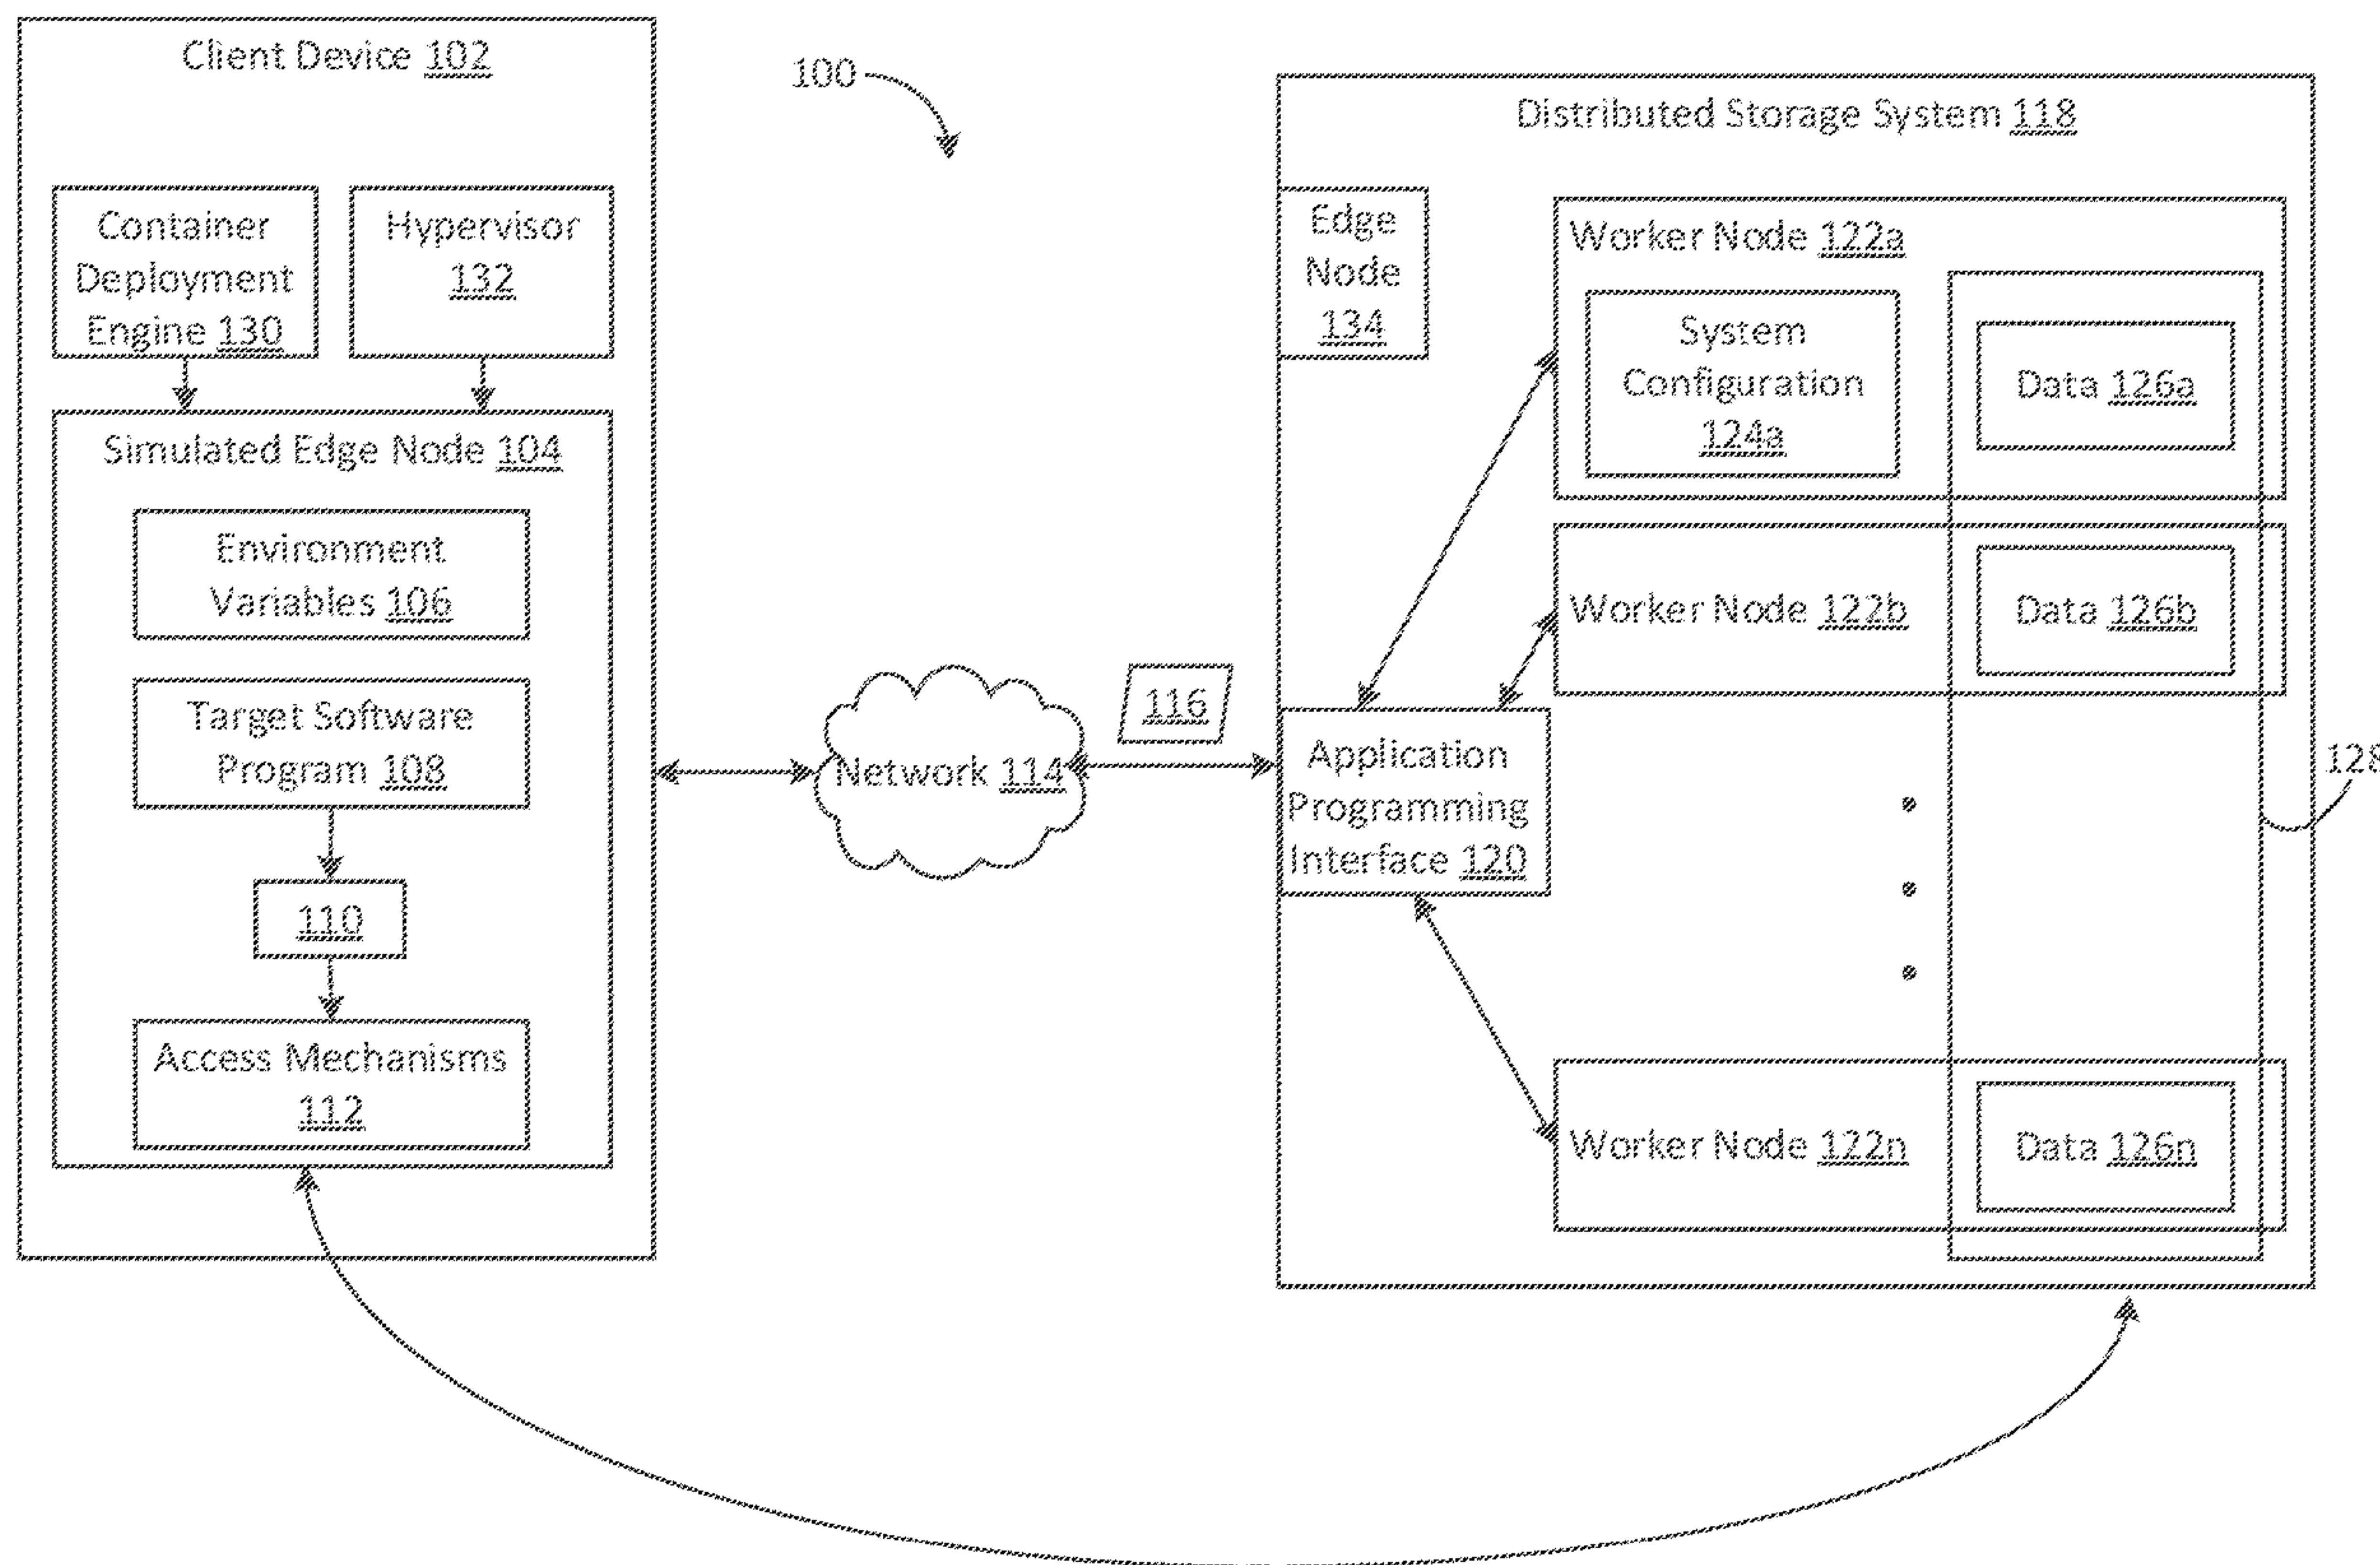 Client Device 102
Container
Deployment
Engine 130
Hypervisor
132
Simulated Edge Node 104
Environment
Variables 106
Target Software
Program 108
110
Access Mechanisms
112
100
Network 114
116
Distributed Storage System 118
Edge
Node
134
Worker Node 122a
System
Configuration
124a
Data 126a
Worker Node 122b
Data 126b
Application
Programming
Interface 120
128
Worker Node 122n
Data 126n